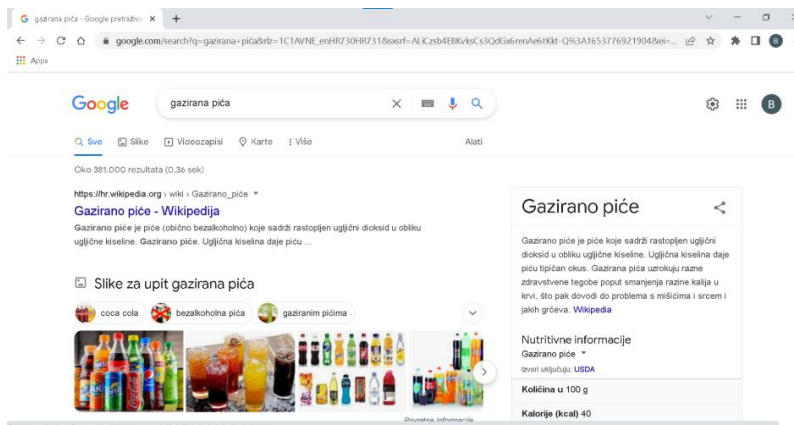 gazirana pića - Google pretraživ
Apps
google.com/search?q=gazirana+pića&rlz=1C1AVNE_enHR730HR731&sxsrf=ALiCzsb4EBKvksCs3QdGx6renAe6tKkt-Q%3A1653776921904&ei=...
B
Google
gazirana pića
B
Sve Slike Videozapisi Karte Više Alati
Oko 381.000 rezultata (0,36 sek)
https://hr.wikipedia.org › wiki › Gazirano_piće
Gazirano piće - Wikipedija
Gazirano piće je piće (obično bezalkoholno) koje sadrži rastopljen ugljični dioksid u obliku
ugljične kiseline. Gazirano piće. Ugljična kiselina daje piću ...
Slike za upit gazirana pića
coca cola bezalkoholna pića gaziranim pićima
Povratne informacije
Gazirano piće
Gazirano piće je piće koje sadrži rastopljen ugljični
dioksid u obliku ugljične kiseline. Ugljična kiselina daje
piću tipičan okus. Gazirana pića uzrokuju razne
zdravstvene tegobe poput smanjenja razine kalija u
krvi, što pak dovodi do problema s mišićima i srcem i
jakih grčeva. Wikipedia
Nutritivne informacije
Gazirano piće
Izvori uključuju: USDA
Količina u 100 g
Kalorije (kcal) 40